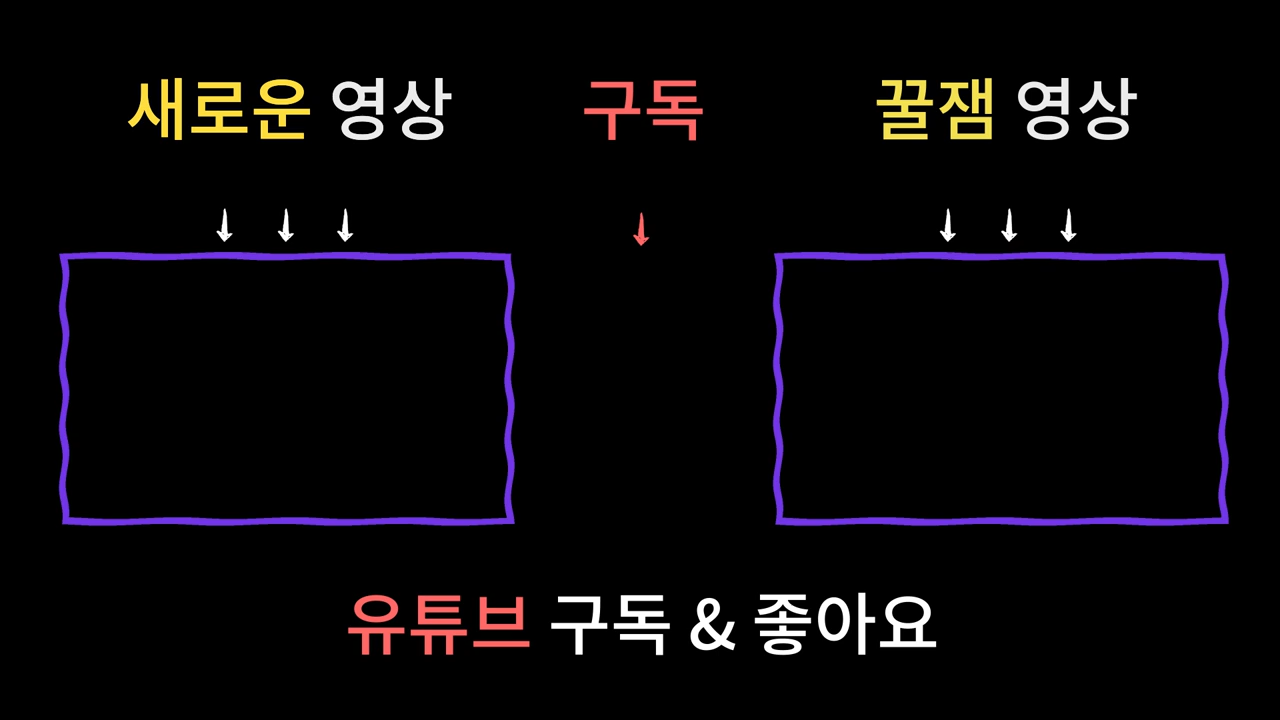 새로운 영상
구독
꿀잼 영상
유튜브 구독 & 좋아요